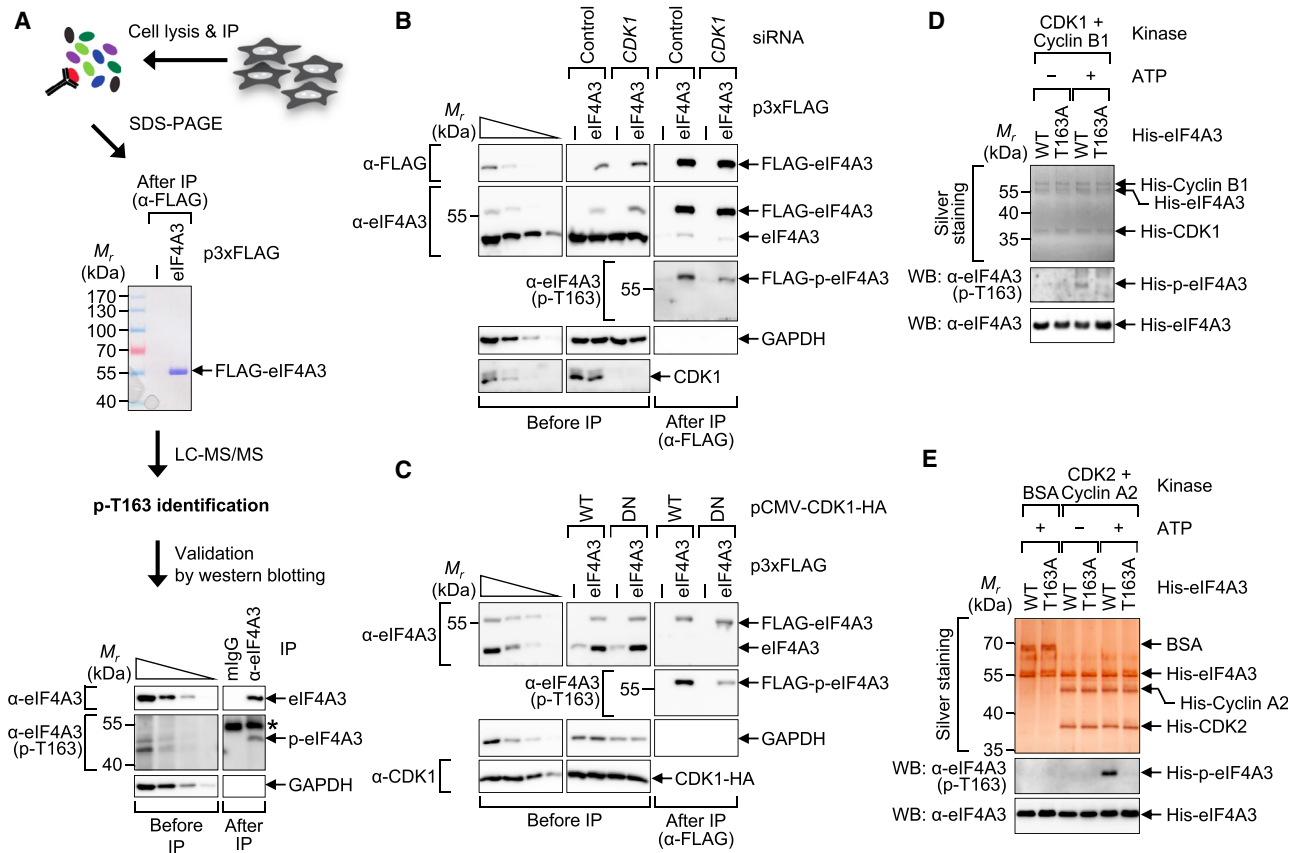 A
Cell lysis & IP
SDS-PAGE
After IP
(α-FLAG)
Mr
(kDa)
–
eIF4A3
p3xFLAG
170
130
100
70
55
40
FLAG-eIF4A3
LC-MS/MS
p-T163 identification
Validation
by western blotting
Mr
(kDa)
mIgG
α-eIF4A3
IP
α-eIF4A3
eIF4A3
α-eIF4A3
(p-T163)
55
40
*
p-eIF4A3
GAPDH
Before
IP
After
IP
B
Control
CDK1
Control
CDK1
siRNA
Mr
(kDa)
–
eIF4A3
–
eIF4A3
–
eIF4A3
–
eIF4A3
p3xFLAG
α-FLAG
FLAG-eIF4A3
α-eIF4A3
55
FLAG-eIF4A3
eIF4A3
α-eIF4A3
(p-T163)
55
FLAG-p-eIF4A3
GAPDH
CDK1
Before IP
After IP
(α-FLAG)
C
WT
DN
WT
DN
pCMV-CDK1-HA
Mr
(kDa)
–
eIF4A3
–
eIF4A3
–
eIF4A3
–
eIF4A3
p3xFLAG
α-eIF4A3
55
FLAG-eIF4A3
eIF4A3
α-eIF4A3
(p-T163)
55
FLAG-p-eIF4A3
GAPDH
α-CDK1
CDK1-HA
Before IP
After IP
(α-FLAG)
D
CDK1 +
Cyclin B1
Kinase
– + ATP
Mr
(kDa)
WT
T163A
WT
T163A
His-eIF4A3
Silver
staining
55
40
35
His-Cyclin B1
His-eIF4A3
His-CDK1
WB: α-eIF4A3
(p-T163)
His-p-eIF4A3
WB: α-eIF4A3
His-eIF4A3
E
BSA
CDK2 +
Cyclin A2
Kinase
+ – + ATP
Mr
(kDa)
WT
T163A
WT
T163A
WT
T163A
His-eIF4A3
Silver staining
70
55
40
35
BSA
His-eIF4A3
His-Cyclin A2
His-CDK2
WB: α-eIF4A3
(p-T163)
His-p-eIF4A3
WB: α-eIF4A3
His-eIF4A3